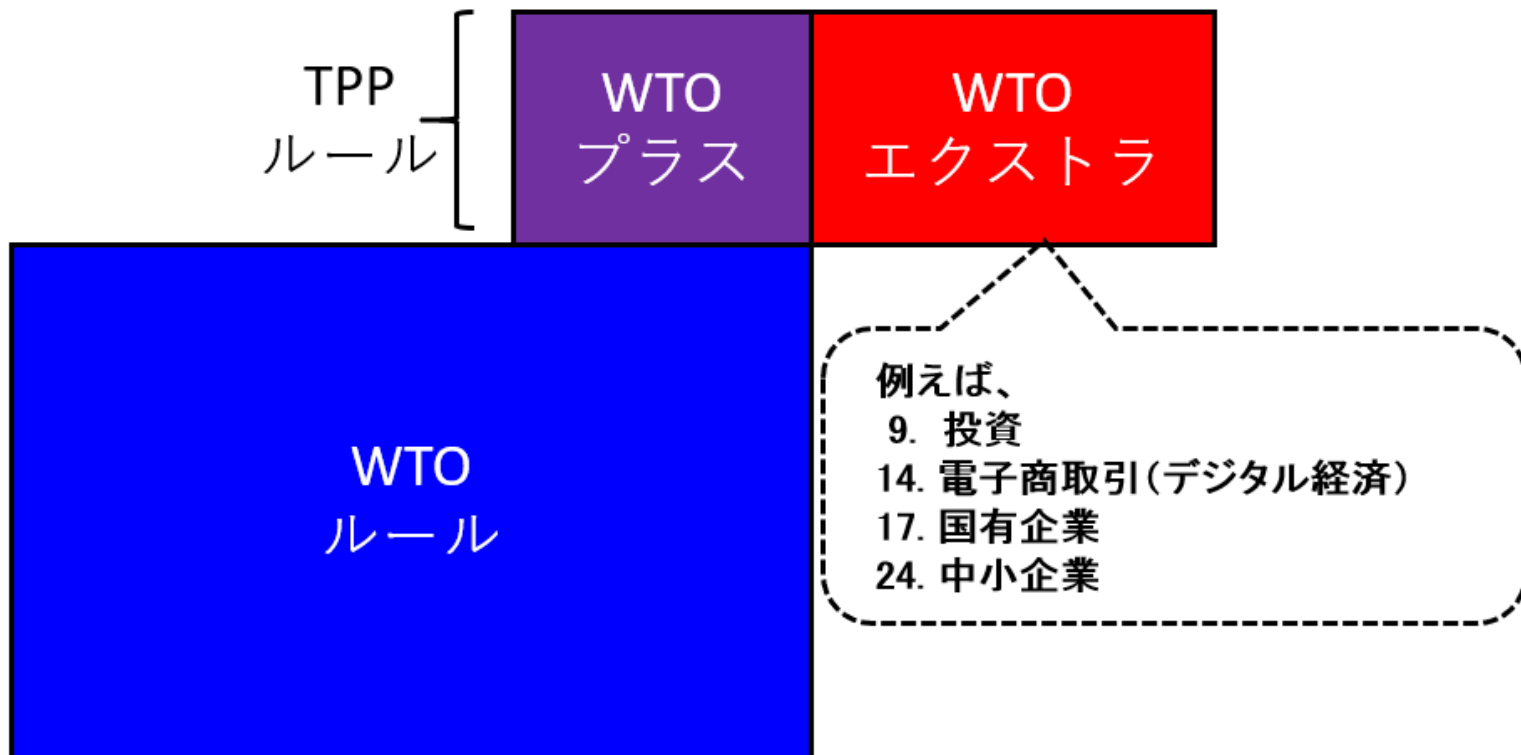 TPP
ルール
WTO
プラス
WTO
エクストラ
WTO
ルール
例えば、
9. 投資
14. 電子商取引(デジタル経済)
17. 国有企業
24. 中小企業